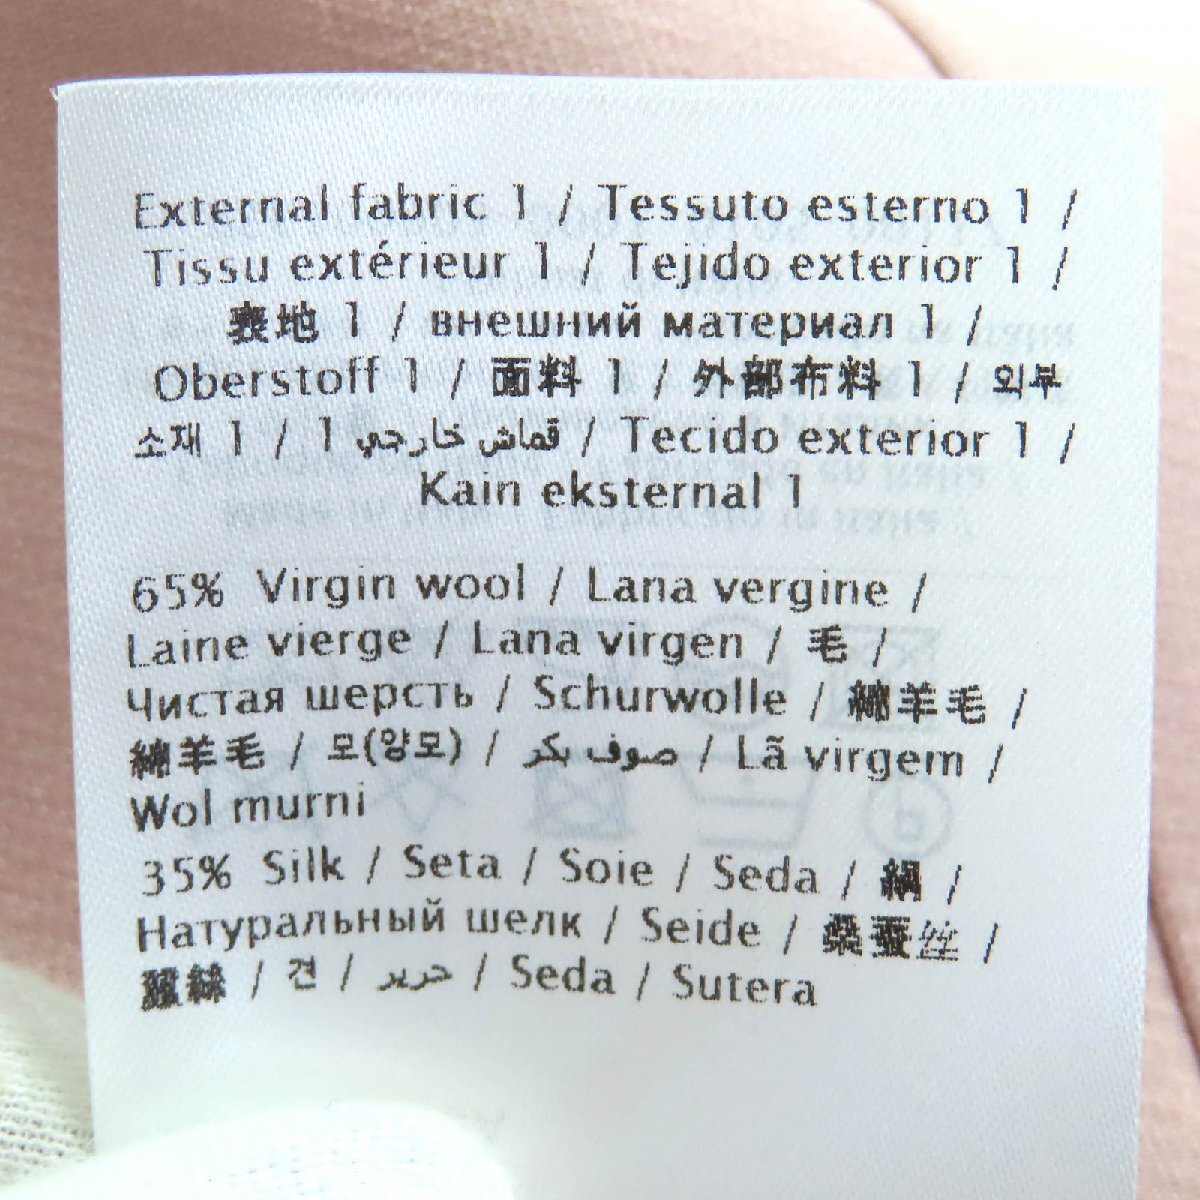 External fabric 1 / Tessuto esterno 1 /
Tissu extérieur 1 / Tejido exterior 1 /
表地 1 / внешний материал 1 /
Oberstoff 1 / 面料 1 / 外部布料 1 / 외부
소재 1 / قماش خارجي 1 / Tecido exterior 1 /
Kain eksternal 1
65% Virgin wool / Lana vergine /
Laine vierge / Lana virgen / 毛 /
Чистая шерсть / Schurwolle / 綿羊毛 /
綿羊毛 / 모(양모) / صوف بكر / Lã virgem /
Wol murni
35% Silk / Seta / Soie / Seda / 絹 /
Натуральный шелк / Seide / 桑蚕丝 /
蠶絲 / 견 / حرير / Seda / Sutera